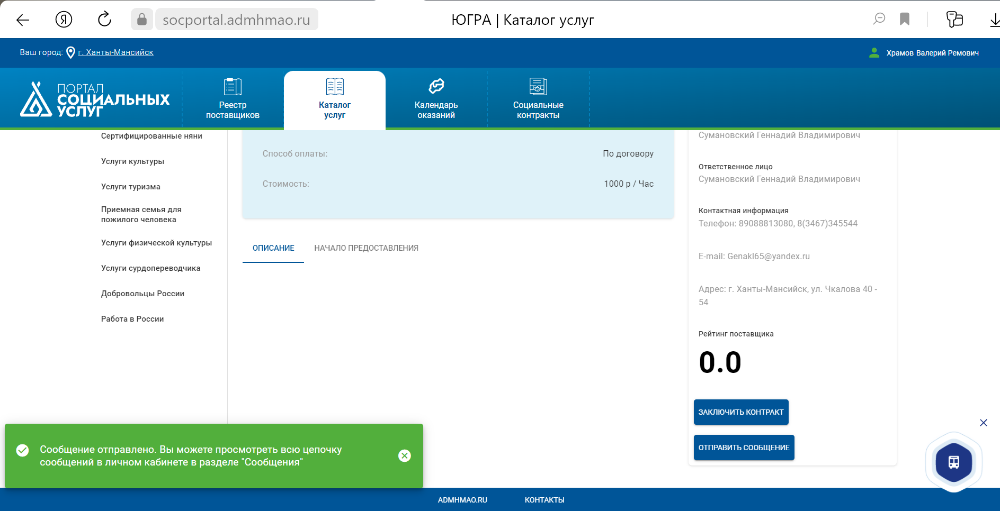 socportal.admhmao.ru
ЮГРА | Каталог услуг
Ваш город: г. Ханты-Мансийск
Храмов Валерий Ремович
ПОРТАЛ
СОЦИАЛЬНЫХ
УСЛУГ
Реестр
поставщиков
Каталог
услуг
Календарь
оказаний
Социальные
контракты
Сертифицированные няни
Услуги культуры
Услуги туризма
Приемная семья для
пожилого человека
Услуги физической культуры
Услуги сурдопереводчика
Добровольцы России
Работа в России
Способ оплаты: По договору
Стоимость: 1000 р / Час
ОПИСАНИЕ НАЧАЛО ПРЕДОСТАВЛЕНИЯ
Сумановский Геннадий Владимирович
Ответственное лицо
Сумановский Геннадий Владимирович
Контактная информация
Телефон: 89088813080, 8(3467)345544
E-mail: Genakl65@yandex.ru
Адрес: г. Ханты-Мансийск, ул. Чкалова 40 -
54
Рейтинг поставщика
0.0
ЗАКЛЮЧИТЬ КОНТРАКТ
ОТПРАВИТЬ СООБЩЕНИЕ
Сообщение отправлено. Вы можете просмотреть всю цепочку
сообщений в личном кабинете в разделе "Сообщения"
ADMHMAO.RU КОНТАКТЫ